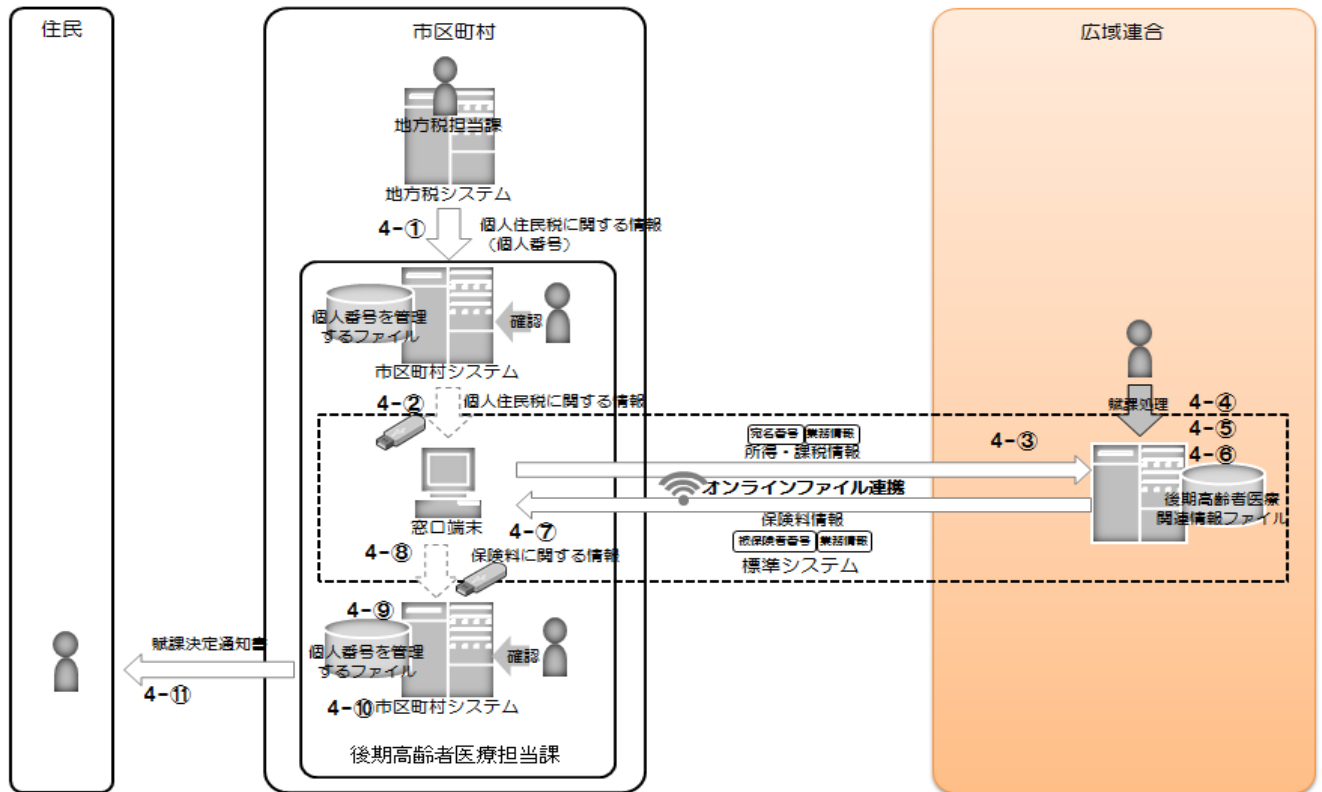 住民
市区町村
広域連合
地方税担当課
地方税システム
4-①
個人住民税に関する情報
（個人番号）
個人番号を管理
するファイル
確認
市区町村システム
4-②
個人住民税に関する情報
宛名番号 業務情報
所得・課税情報
4-③
賦課処理
4-④
4-⑤
4-⑥
オンラインファイル連携
後期高齢者医療
関連情報ファイル
窓口端末
4-⑦
保険料情報
被保険者番号 業務情報
標準システム
4-⑧
保険料に関する情報
4-⑨
個人番号を管理
するファイル
確認
4-⑩
市区町村システム
賦課決定通知書
4-⑪
後期高齢者医療担当課